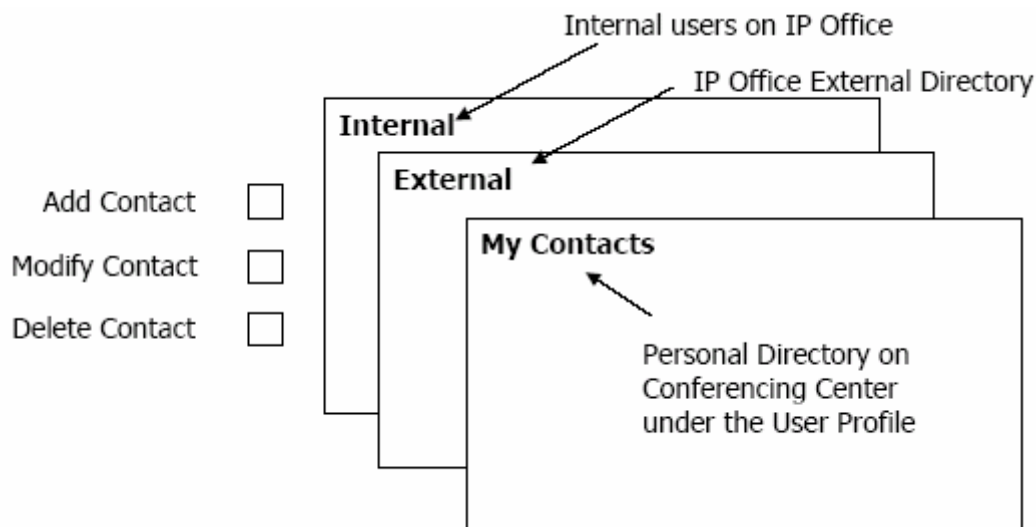 Internal users on IP Office
IP Office External Directory
Internal
External
Add Contact
My Contacts
Modify Contact
Delete Contact
Personal Directory on
Conferencing Center
under the User Profile